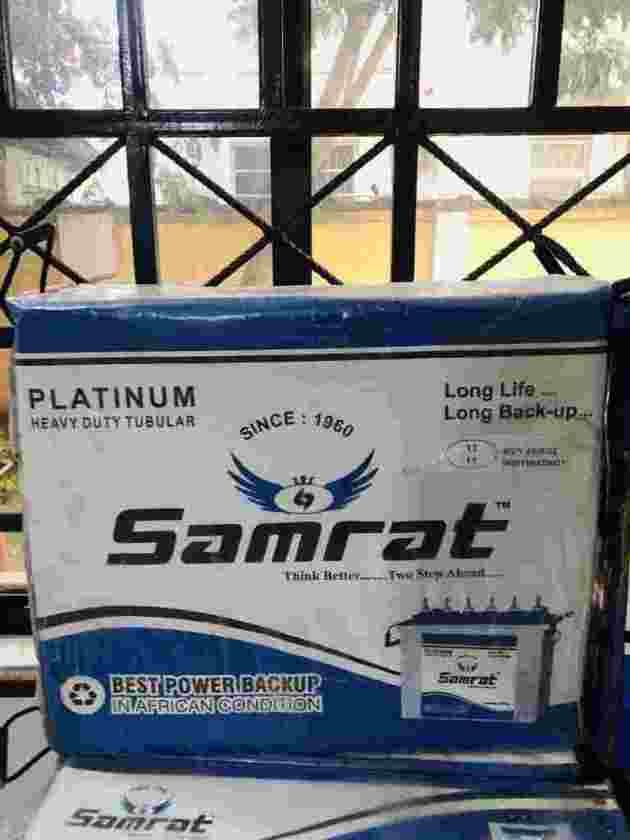 PLATINUM
HEAVY DUTY TUBULAR
Long Life ...
Long Back-up...
SINCE : 1960
Samrat™
Think Better.......Two Step Ahead.....
Samrat
BEST POWER BACKUP
IN AFRICAN CONDITION
Samrat